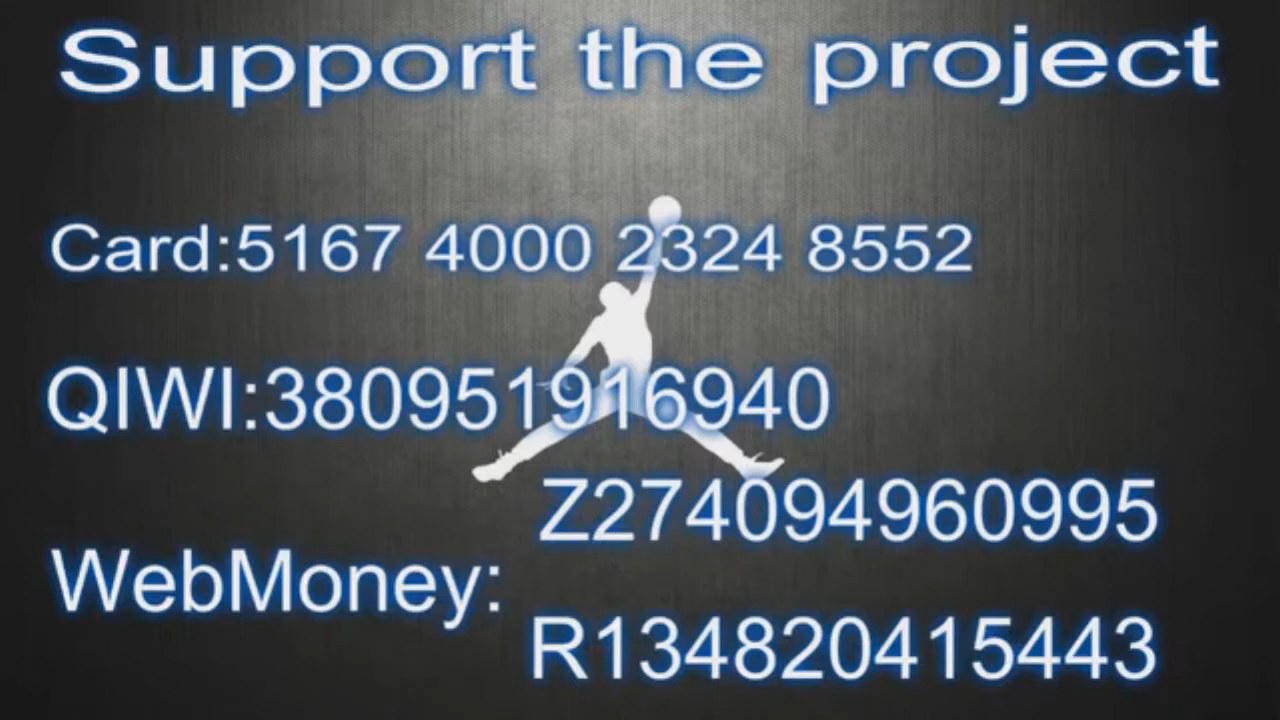 Support the project
Card:5167 4000 2324 8552
QIWI:380951916940
Z274094960995
WebMoney:
R134820415443